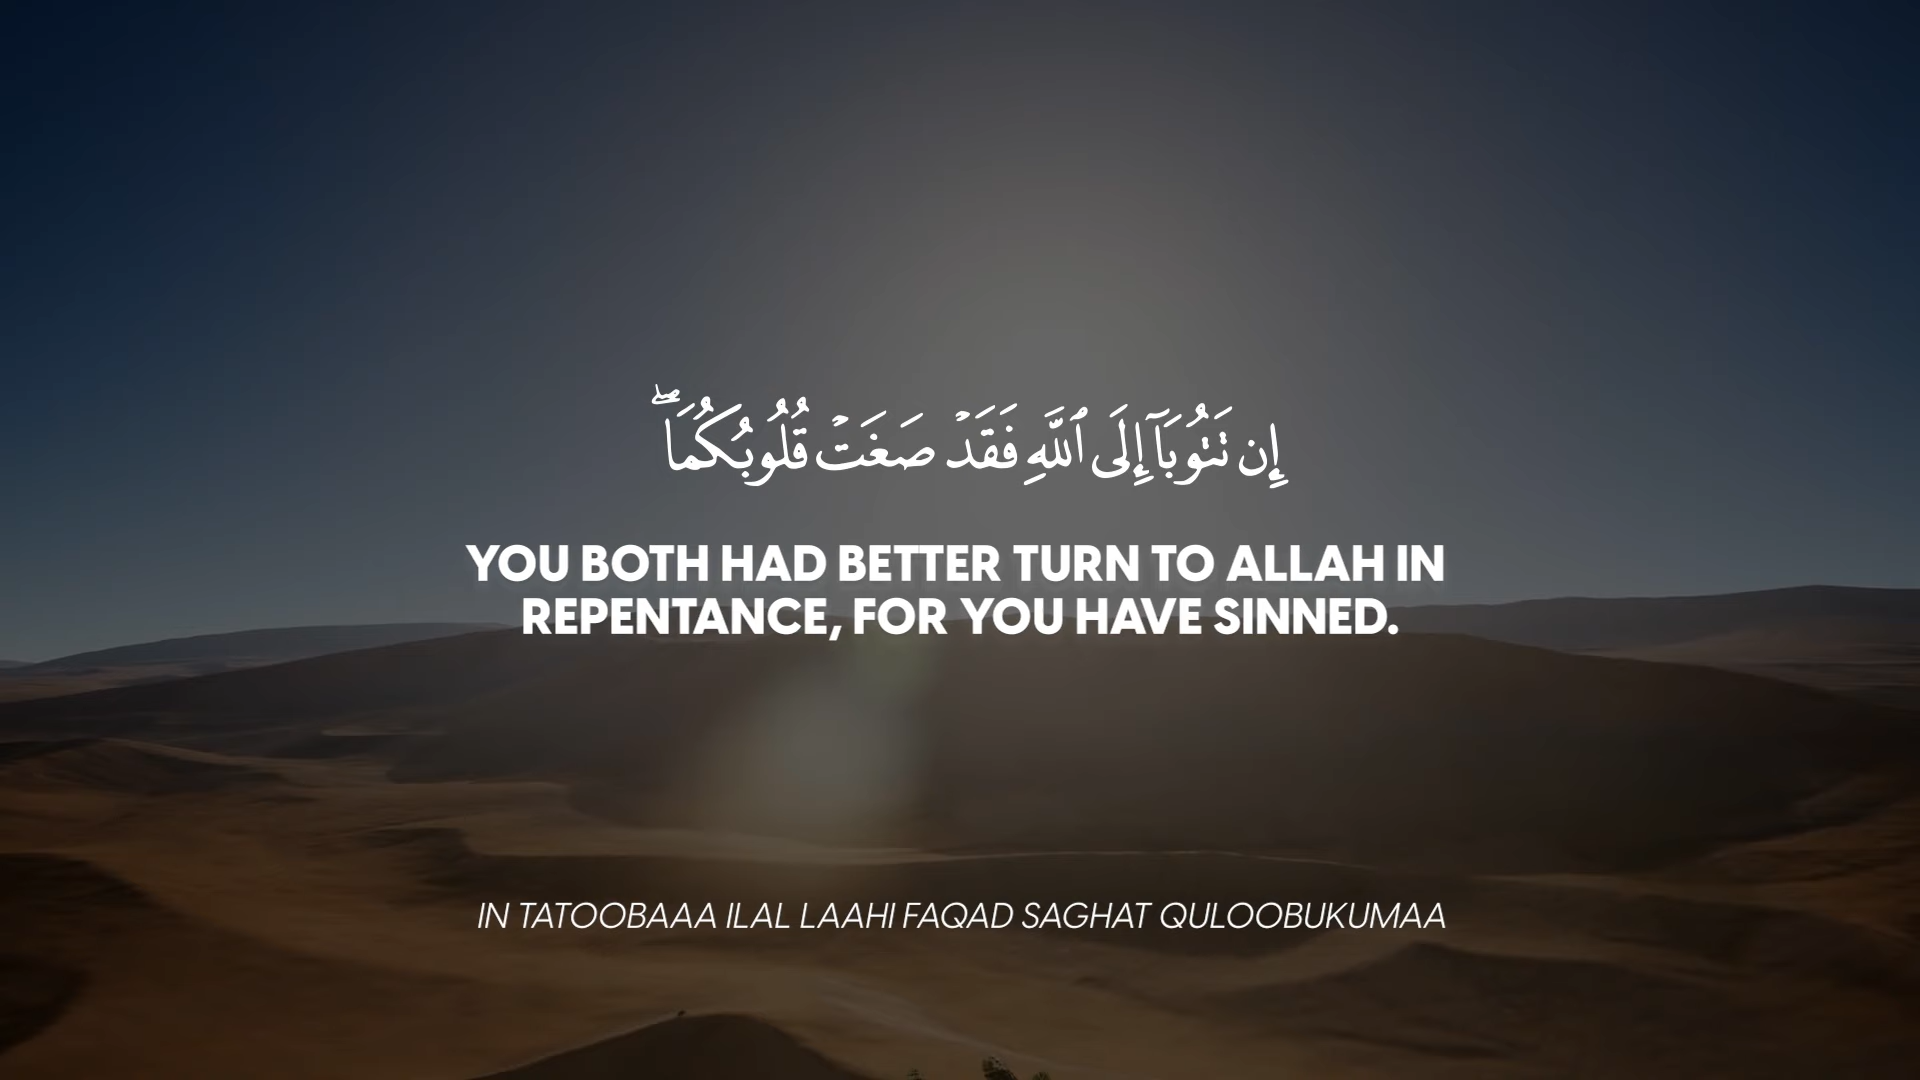 إِن تَتُوبَآ إِلَى ٱللَّهِ فَقَدْ صَغَتْ قُلُوبُكُمَا ۖ
YOU BOTH HAD BETTER TURN TO ALLAH IN
REPENTANCE, FOR YOU HAVE SINNED.
IN TATOOBAAA ILAL LAAHI FAQAD SAGHAT QULOOBUKUMAA